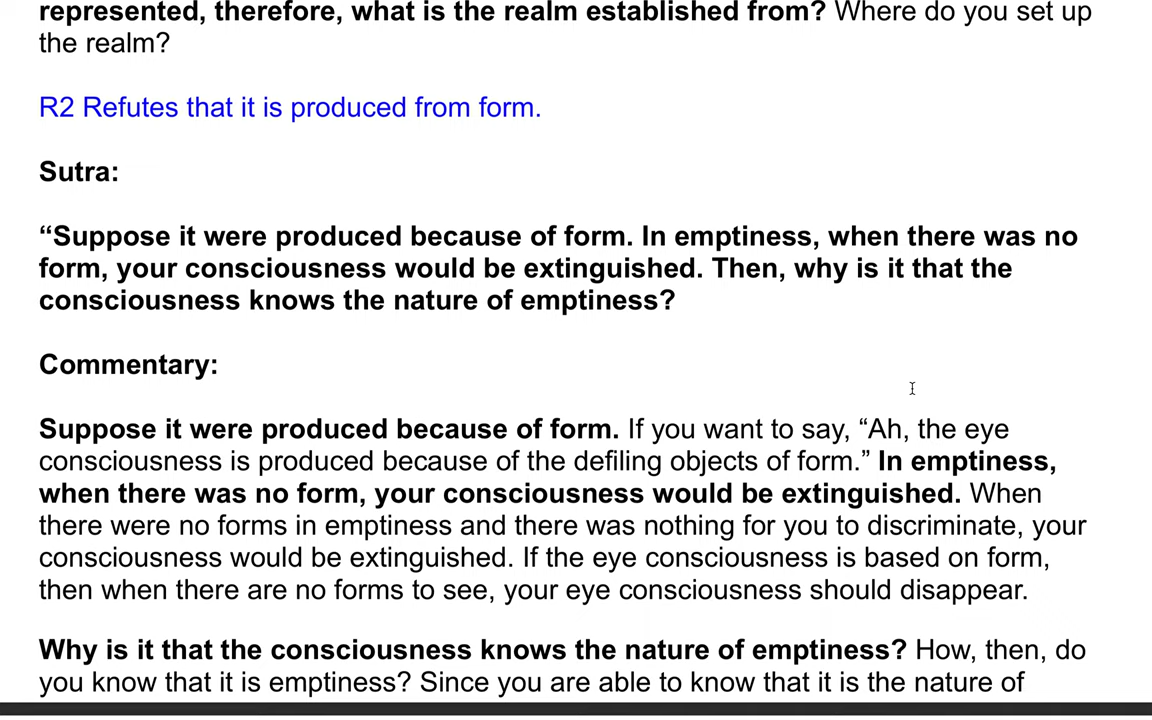 represented, therefore, what is the realm established from? Where do you set up
the realm?
R2 Refutes that it is produced from form.
Sutra:
“Suppose it were produced because of form. In emptiness, when there was no
form, your consciousness would be extinguished. Then, why is it that the
consciousness knows the nature of emptiness?
Commentary:
Suppose it were produced because of form. If you want to say, “Ah, the eye
consciousness is produced because of the defiling objects of form.” In emptiness,
when there was no form, your consciousness would be extinguished. When
there were no forms in emptiness and there was nothing for you to discriminate, your
consciousness would be extinguished. If the eye consciousness is based on form,
then when there are no forms to see, your eye consciousness should disappear.
Why is it that the consciousness knows the nature of emptiness? How, then, do
you know that it is emptiness? Since you are able to know that it is the nature of